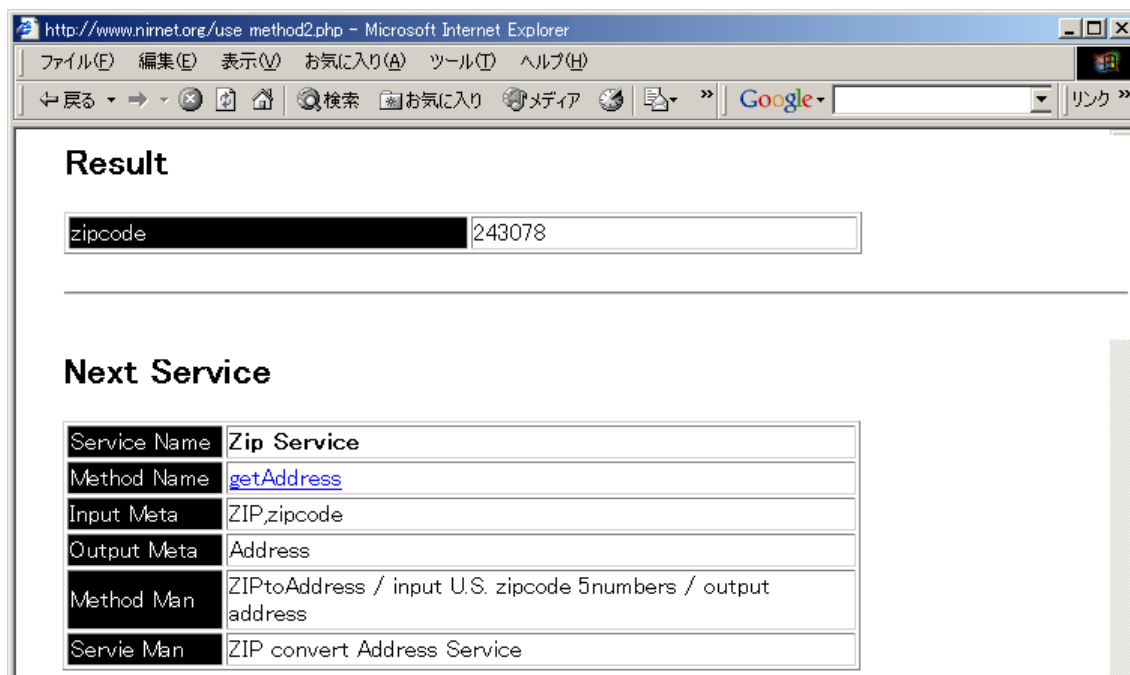 http://www.nirnet.org/use method2.php - Microsoft Internet Explorer
ファイル(F) 編集(E) 表示(V) お気に入り(A) ツール(T) ヘルプ(H)
戻る 検索 お気に入り メディア » Google リンク »
Result
zipcode 243078
Next Service
Service Name Zip Service
Method Name getAddress
Input Meta ZIP,zipcode
Output Meta Address
Method Man ZIPtoAddress / input U.S. zipcode 5numbers / output
address
Servie Man ZIP convert Address Service